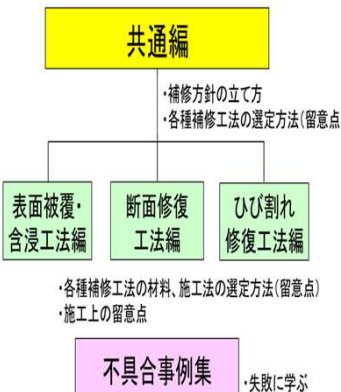 共通編
・補修方針の立て方
・各種補修工法の選定方法(留意点
表面被覆・
含浸工法編
断面修復
工法編
ひび割れ
修復工法編
・各種補修工法の材料、施工法の選定方法(留意点)
・施工上の留意点
不具合事例集
・失敗に学ぶ